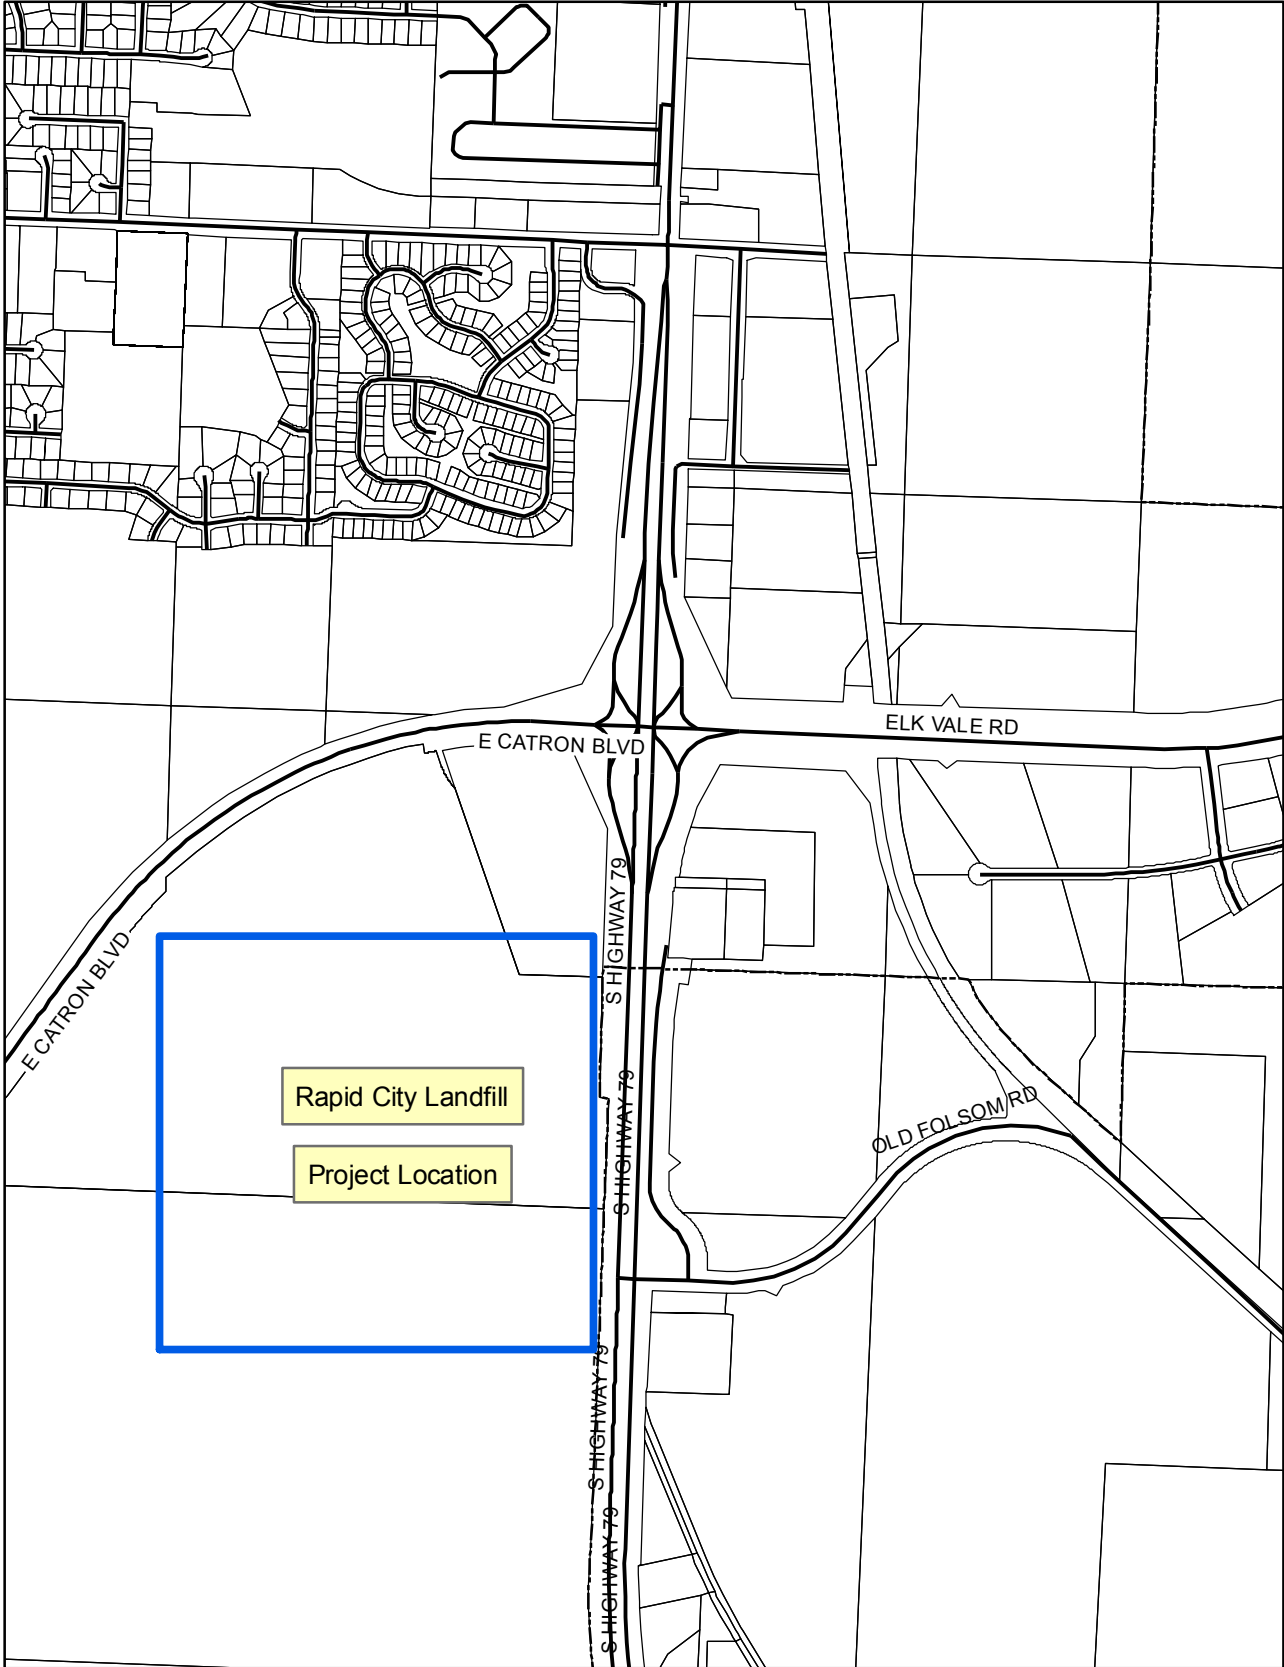 ELK VALE RD
E CATRON BLVD
S HIGHWAY 79
E CATRON BLVD
Rapid City Landfill
S HIGHWAY 79
OLD FOLSOM RD
Project Location
S HIGHWAY 79
S HIGHWAY 79